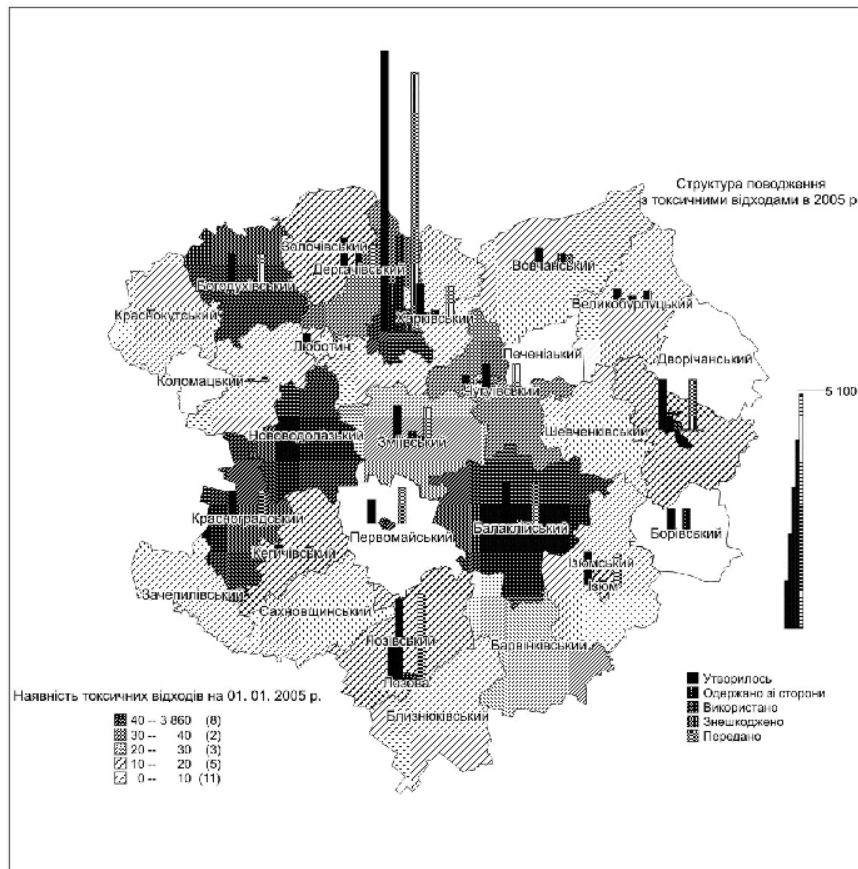 Структура поводження
з токсичними відходами в 2005 р
Золочівський
Дергачівський
Вовчанський
Богодухівський
Великобурлуцький
Краснокутський
Харківський
Люботин
Печенізький
Дворічанський
Коломацький
Чугуївський
5 100
Нововодолазький
Зміївський
Шевченківський
Красноградський
Балаклійський
Первомайський
Борівський
Кегичівський
Ізюмський
Ізюм
Зачепилівський
Сахновщинський
Лозівський
Барвінківський
Лозова
Близнюківський
Наявність токсичних відходів на 01. 01. 2005 р.
40 -- 3 860 (8)
30 -- 40 (2)
20 -- 30 (3)
10 -- 20 (5)
0 -- 10 (11)
Утворилось
Одержано зі сторони
Використано
Знешкоджено
Передано